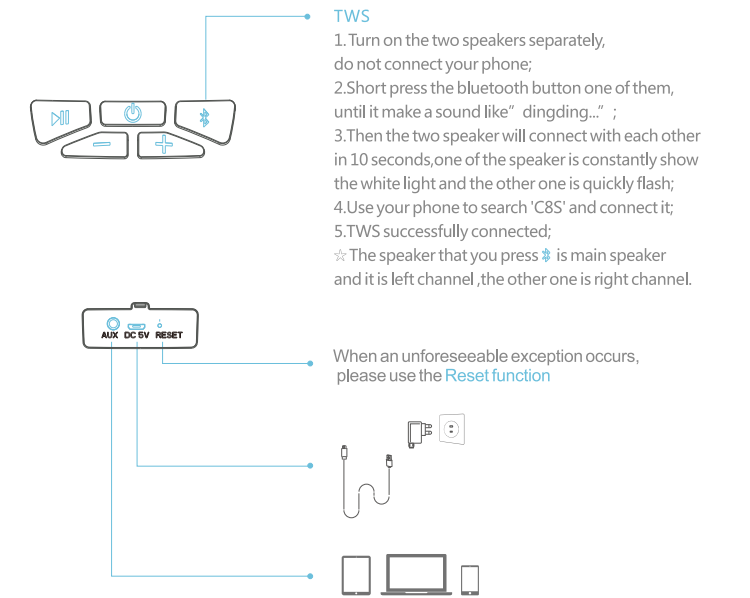 TWS
1.Turn on the two speakers separately,
do not connect your phone;
2.Short press the bluetooth button one of them,
until it make a sound like” dingding...” ;
3.Then the two speaker will connect with each other
in 10 seconds,one of the speaker is constantly show
the white light and the other one is quickly flash;
4.Use your phone to search 'C8S' and connect it;
5.TWS successfully connected;
☆The speaker that you press is main speaker
and it is left channel ,the other one is right channel.
AUX DC 5V RESET
When an unforeseeable exception occurs,
please use the Reset function